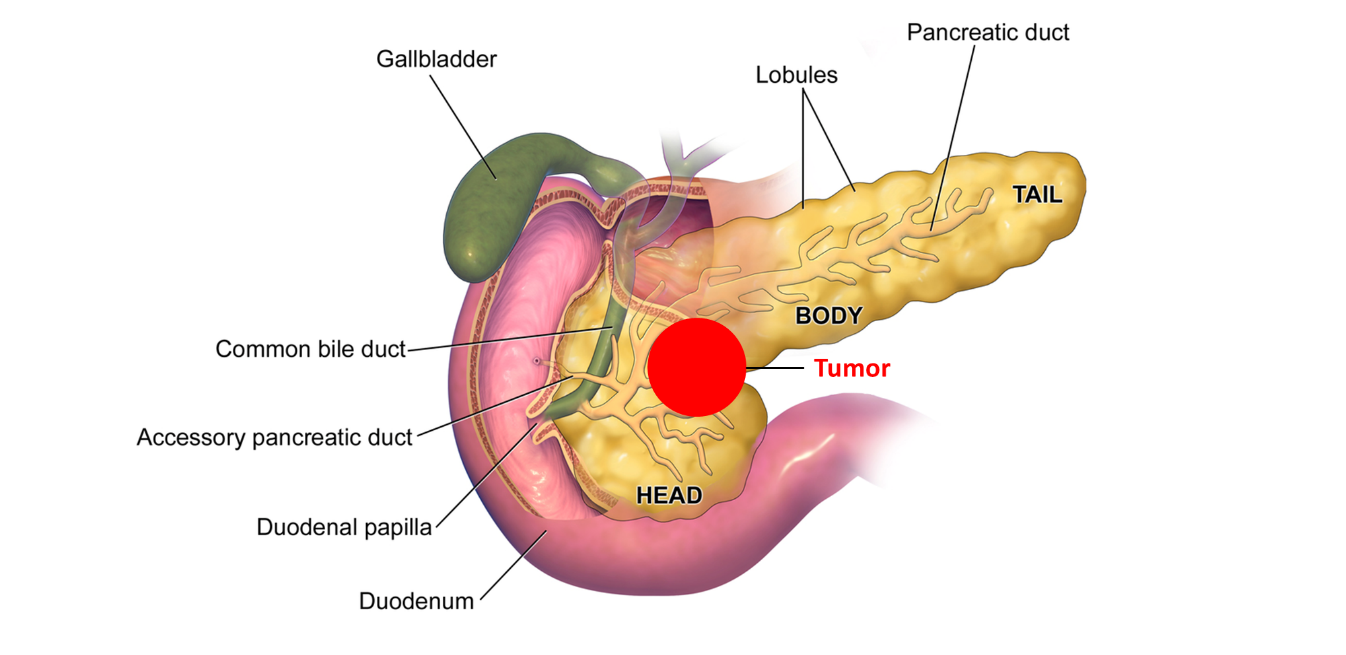 Pancreatic duct
Gallbladder
Lobules
TAIL
BODY
Common bile duct
Tumor
Accessory pancreatic duct
HEAD
Duodenal papilla
Duodenum